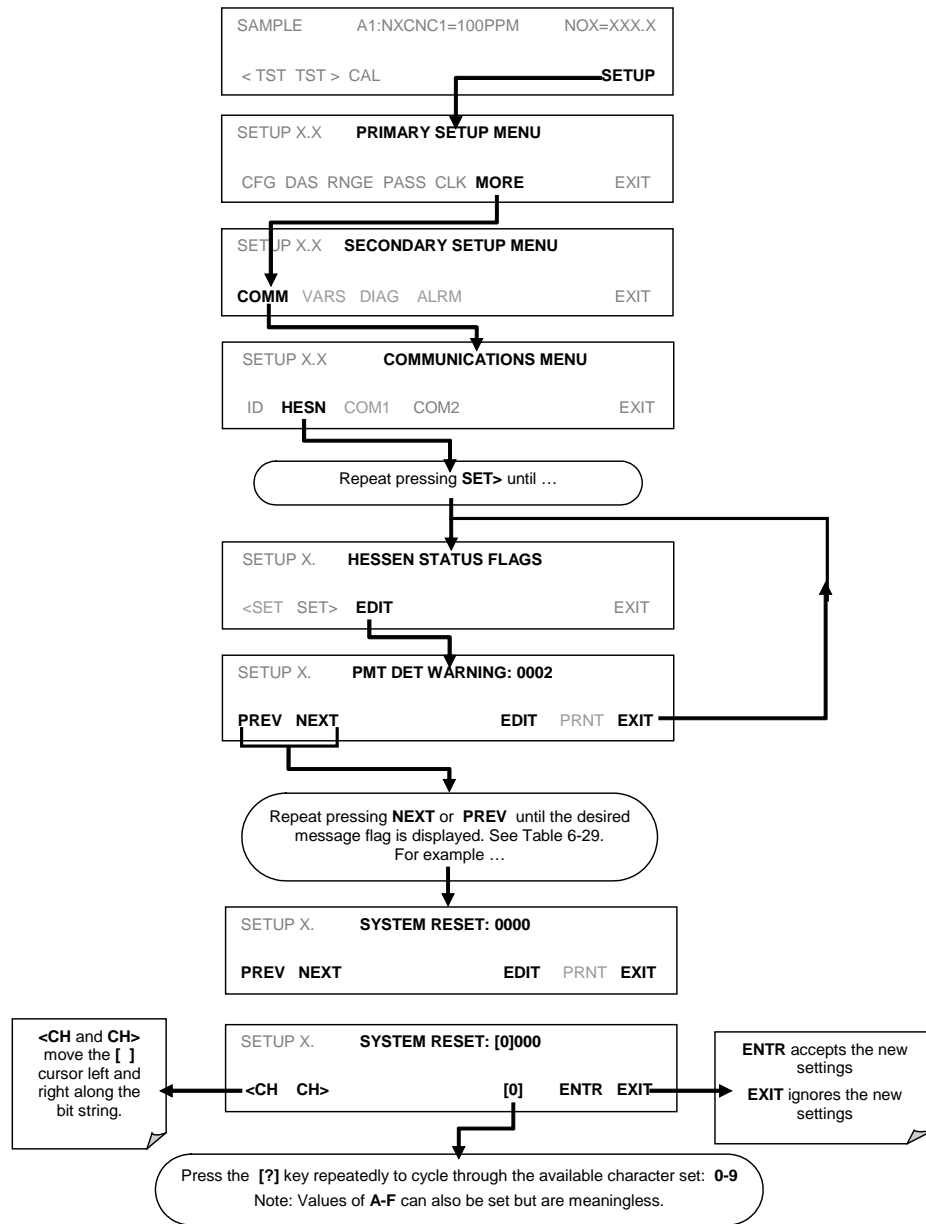 SAMPLE A1:NXCNC1=100PPM NOX=XXX.X
< TST TST > CAL SETUP
SETUP X.X PRIMARY SETUP MENU
CFG DAS RNGE PASS CLK MORE EXIT
SETUP X.X SECONDARY SETUP MENU
COMM VARS DIAG ALRM EXIT
SETUP X.X COMMUNICATIONS MENU
ID HESN COM1 COM2 EXIT
Repeat pressing SET> until …
SETUP X. HESSEN STATUS FLAGS
<SET SET> EDIT EXIT
SETUP X. PMT DET WARNING: 0002
PREV NEXT EDIT PRNT EXIT
Repeat pressing NEXT or PREV until the desired
message flag is displayed. See Table 6-29.
For example …
SETUP X. SYSTEM RESET: 0000
PREV NEXT EDIT PRNT EXIT
<CH and CH>
move the [ ]
cursor left and
right along the
bit string.
SETUP X. SYSTEM RESET: [0]000
<CH CH> [0] ENTR EXIT
ENTR accepts the new
settings
EXIT ignores the new
settings
Press the [?] key repeatedly to cycle through the available character set: 0-9
Note: Values of A-F can also be set but are meaningless.